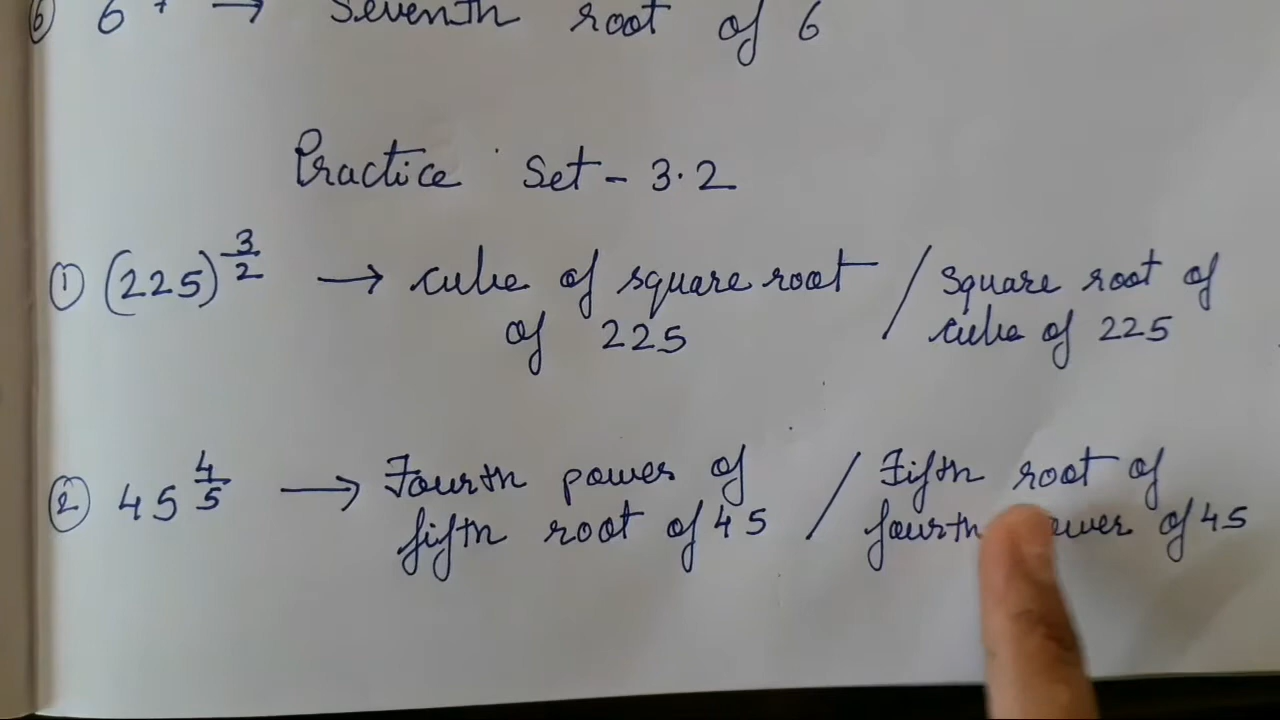 ⑥ 6 → Seventh root of 6
Practice Set - 3.2
① (225)^3/2 → cube of square root / Square root of
of 225 cube of 225
② 45^4/5 → Fourth power of / Fifth root of
fifth root of 45 fourth of 45